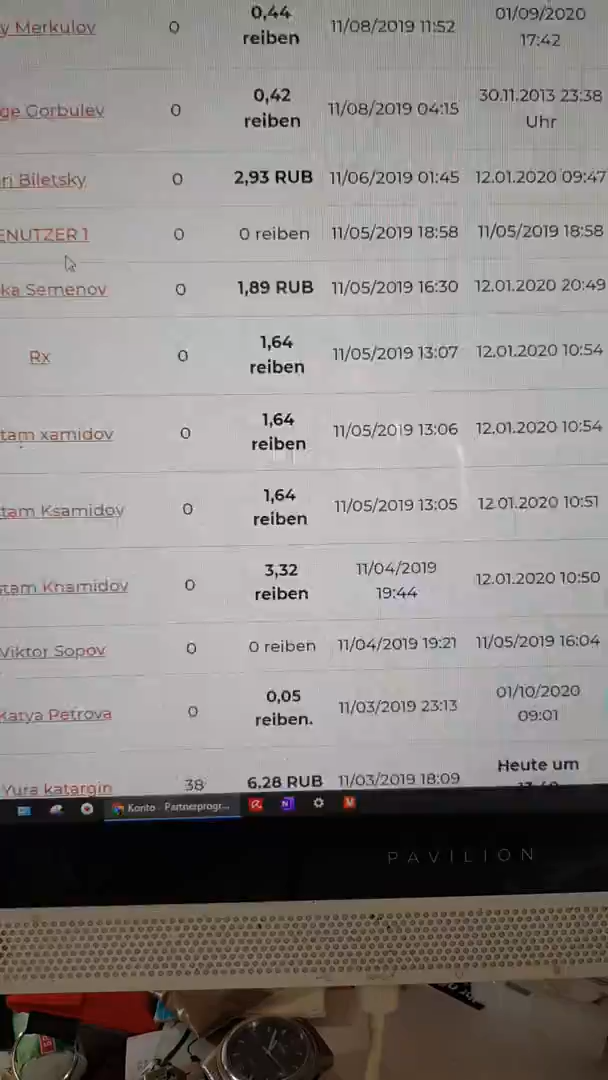 y Merkulov 0 0,44 reiben 11/08/2019 11:52 01/09/2020 17:42
ge Gorbulev 0 0,42 reiben 11/08/2019 04:15 30.11.2013 23:38 Uhr
ri Biletsky 0 2,93 RUB 11/06/2019 01:45 12.01.2020 09:47
ENUTZER 1 0 0 reiben 11/05/2019 18:58 11/05/2019 18:58
ka Semenov 0 1,89 RUB 11/05/2019 16:30 12.01.2020 20:49
Rx 0 1,64 reiben 11/05/2019 13:07 12.01.2020 10:54
tam xamidov 0 1,64 reiben 11/05/2019 13:06 12.01.2020 10:54
tam Ksamidov 0 1,64 reiben 11/05/2019 13:05 12.01.2020 10:51
stam Khamidov 0 3,32 reiben 11/04/2019 19:44 12.01.2020 10:50
Viktor Sopov 0 0 reiben 11/04/2019 19:21 11/05/2019 16:04
Katya Petrova 0 0,05 reiben. 11/03/2019 23:13 01/10/2020 09:01
Yura katargin 38 6,28 RUB 11/03/2019 18:09 Heute um
Konto - Partnerprogr...
PAVILION